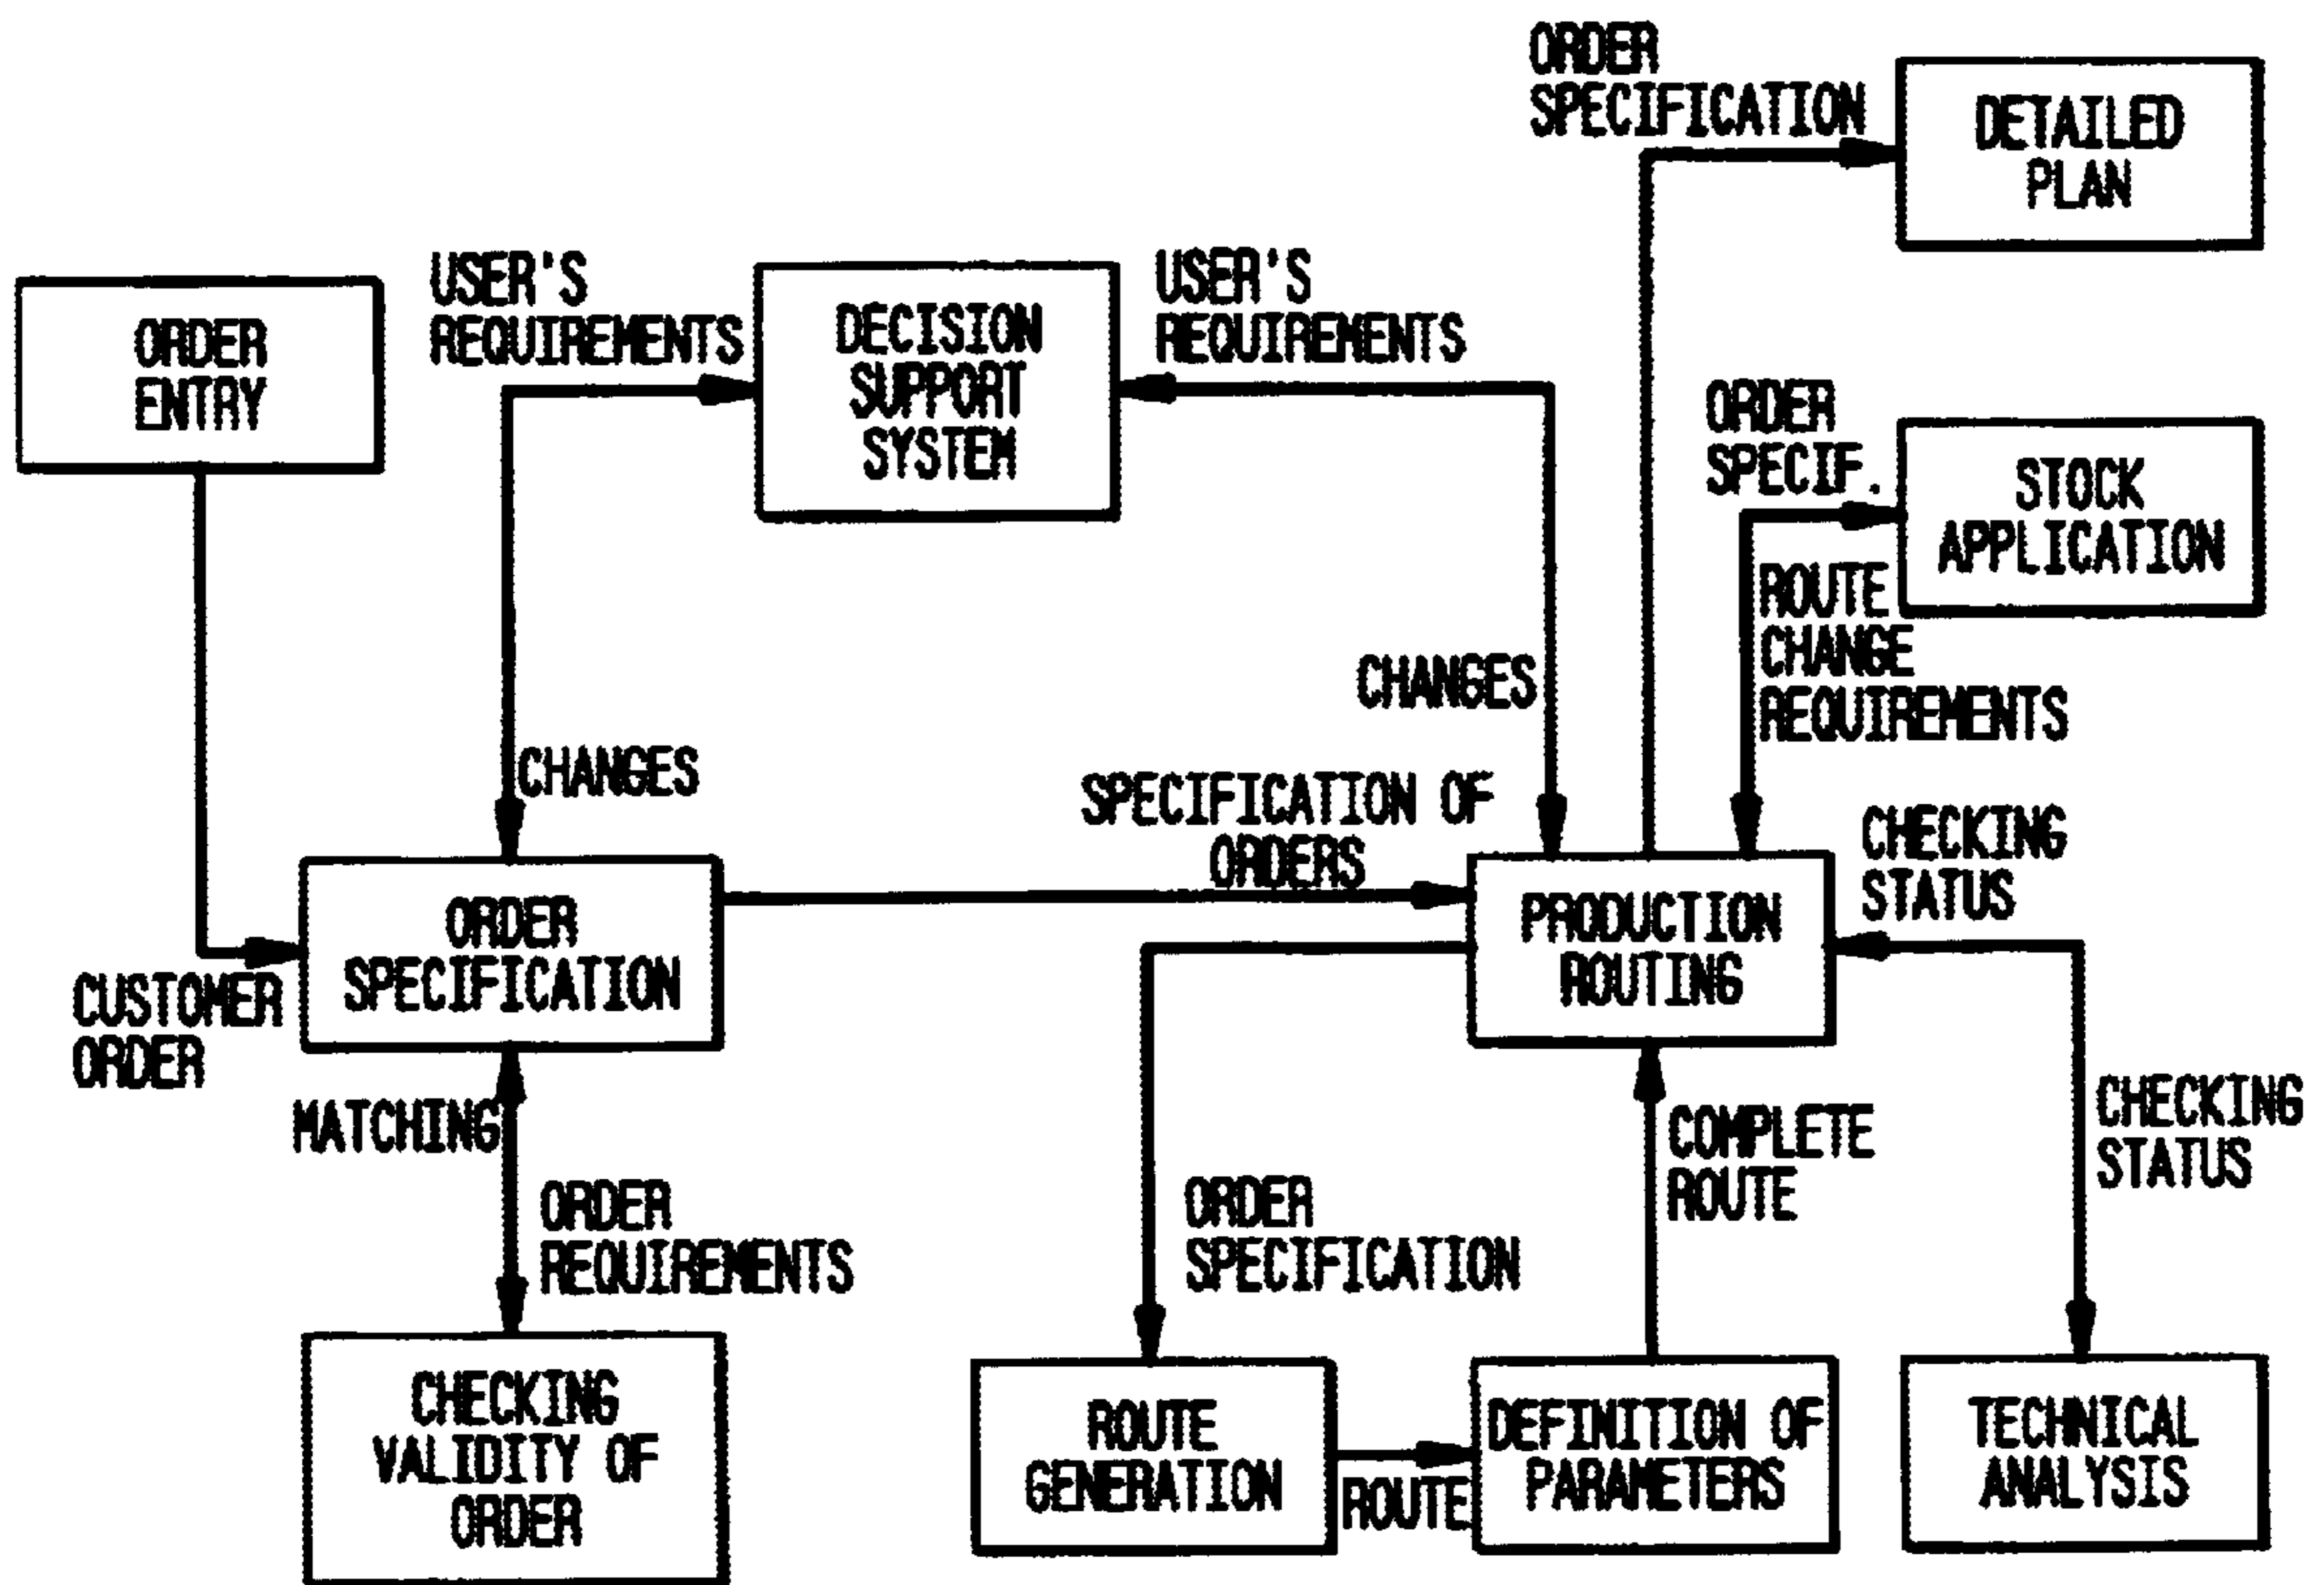 ORDER
SPECIFICATION
DETAILED
PLAN
USER'S
REQUIREMENTS
USER'S
REQUIREMENTS
ORDER
ENTRY
DECISION
SUPPORT
SYSTEM
ORDER
SPECIF.
STOCK
APPLICATION
ROUTE
CHANGE
REQUIREMENTS
CHANGES
CHANGES
SPECIFICATION OF
ORDERS
CHECKING
STATUS
ORDER
SPECIFICATION
PRODUCTION
ROUTING
CUSTOMER
ORDER
MATCHING
COMPLETE
ROUTE
CHECKING
STATUS
ORDER
REQUIREMENTS
ORDER
SPECIFICATION
CHECKING
VALIDITY OF
ORDER
ROUTE
GENERATION
ROUTE
DEFINITION OF
PARAMETERS
TECHNICAL
ANALYSIS